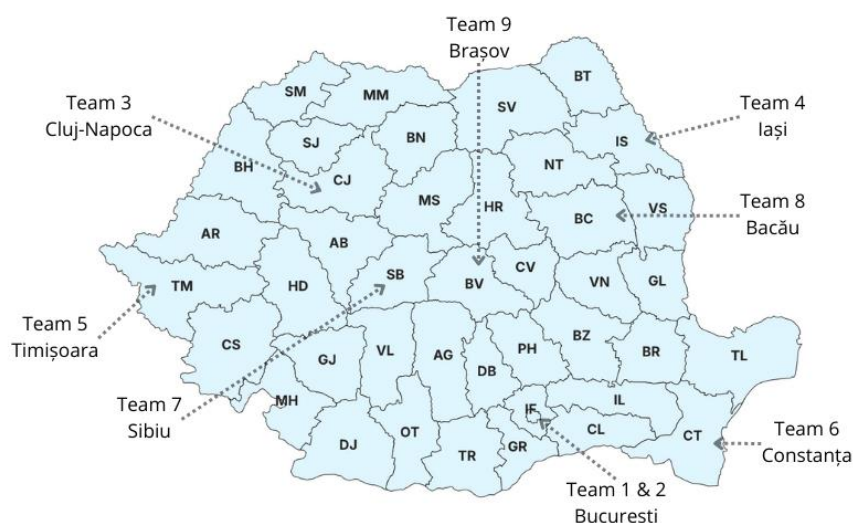 Team 9
Brașov
Team 3
Cluj-Napoca
Team 4
Iași
Team 8
Bacău
Team 5
Timișoara
Team 7
Sibiu
Team 6
Constanța
Team 1 & 2
București
SM
MM
SV
BT
SJ
BN
IS
BH
CJ
NT
MS
HR
BC
VS
AR
AB
TM
HD
SB
BV
CV
VN
GL
CS
GJ
VL
AG
DB
PH
BZ
BR
TL
MH
IF
IL
DJ
OT
TR
GR
CL
CT